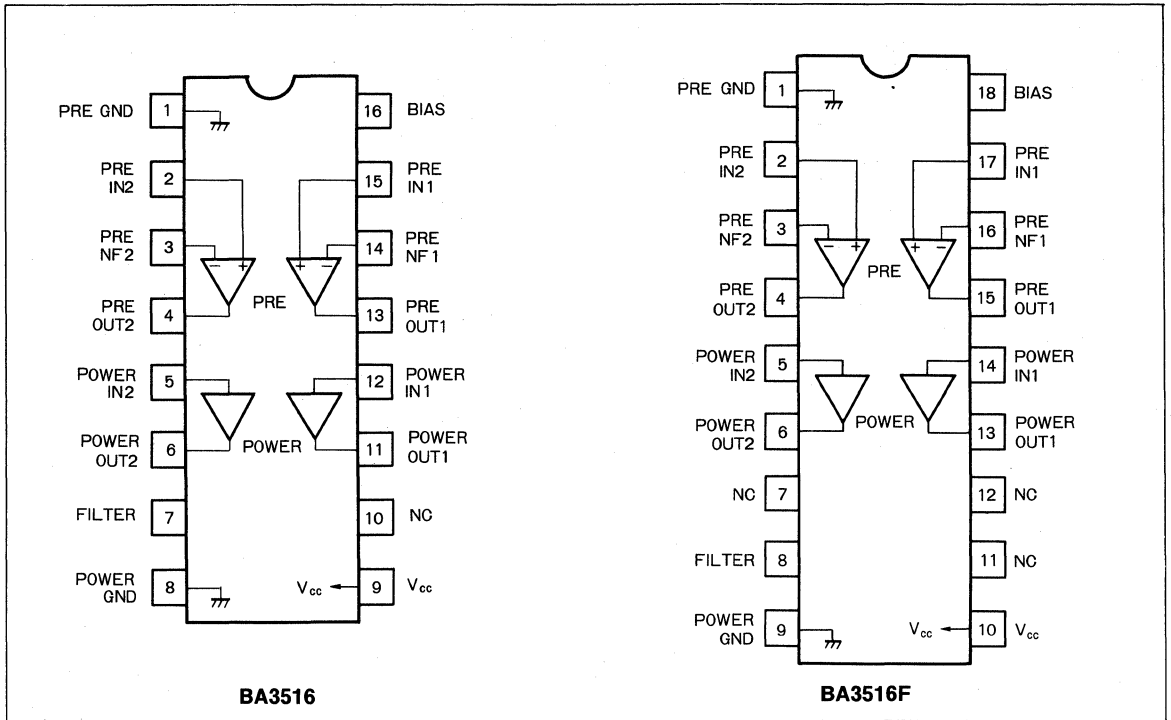 PRE GND 1
16 BIAS
PRE
IN2 2
15 PRE
IN1
PRE
NF2 3
14 PRE
NF1
- +
+ -
PRE
PRE
OUT2 4
13 PRE
OUT1
POWER
IN2 5
12 POWER
IN1
POWER
POWER
OUT2 6
11 POWER
OUT1
FILTER 7
10 NC
POWER
GND 8
Vcc 9 Vcc
BA3516
PRE GND 1
18 BIAS
PRE
IN2 2
17 PRE
IN1
PRE
NF2 3
16 PRE
NF1
- +
+ -
PRE
PRE
OUT2 4
15 PRE
OUT1
POWER
IN2 5
14 POWER
IN1
POWER
POWER
OUT2 6
13 POWER
OUT1
NC 7
12 NC
FILTER 8
11 NC
POWER
GND 9
Vcc 10 Vcc
BA3516F